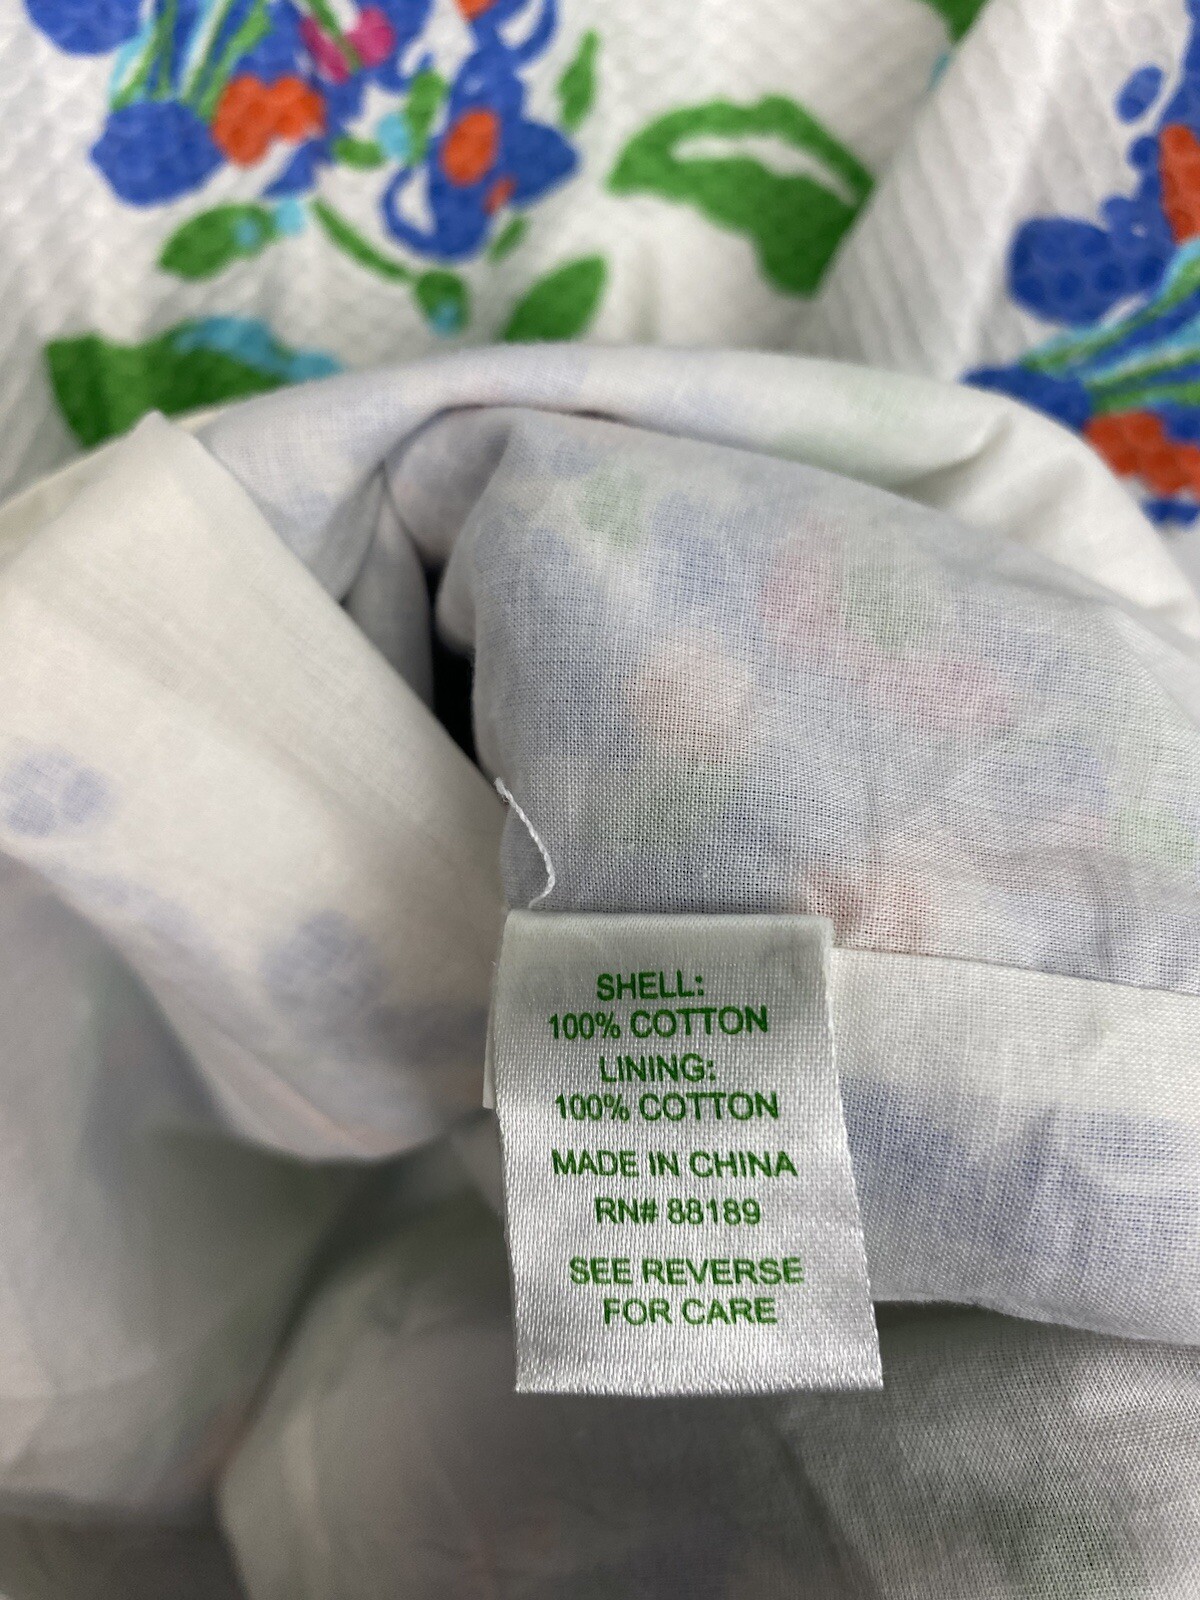 SHELL:
100% COTTON
LINING:
100% COTTON
MADE IN CHINA
RN# 88189
SEE REVERSE
FOR CARE